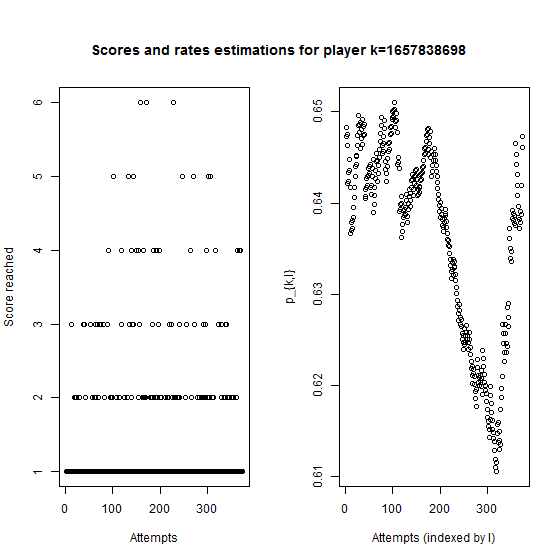 Scores and rates estimations for player k=1657838698
Score reached
6
5
4
3
2
1
0 100 200 300
Attempts
p_{k,l}
0.65
0.64
0.63
0.62
0.61
0 100 200 300
Attempts (indexed by l)